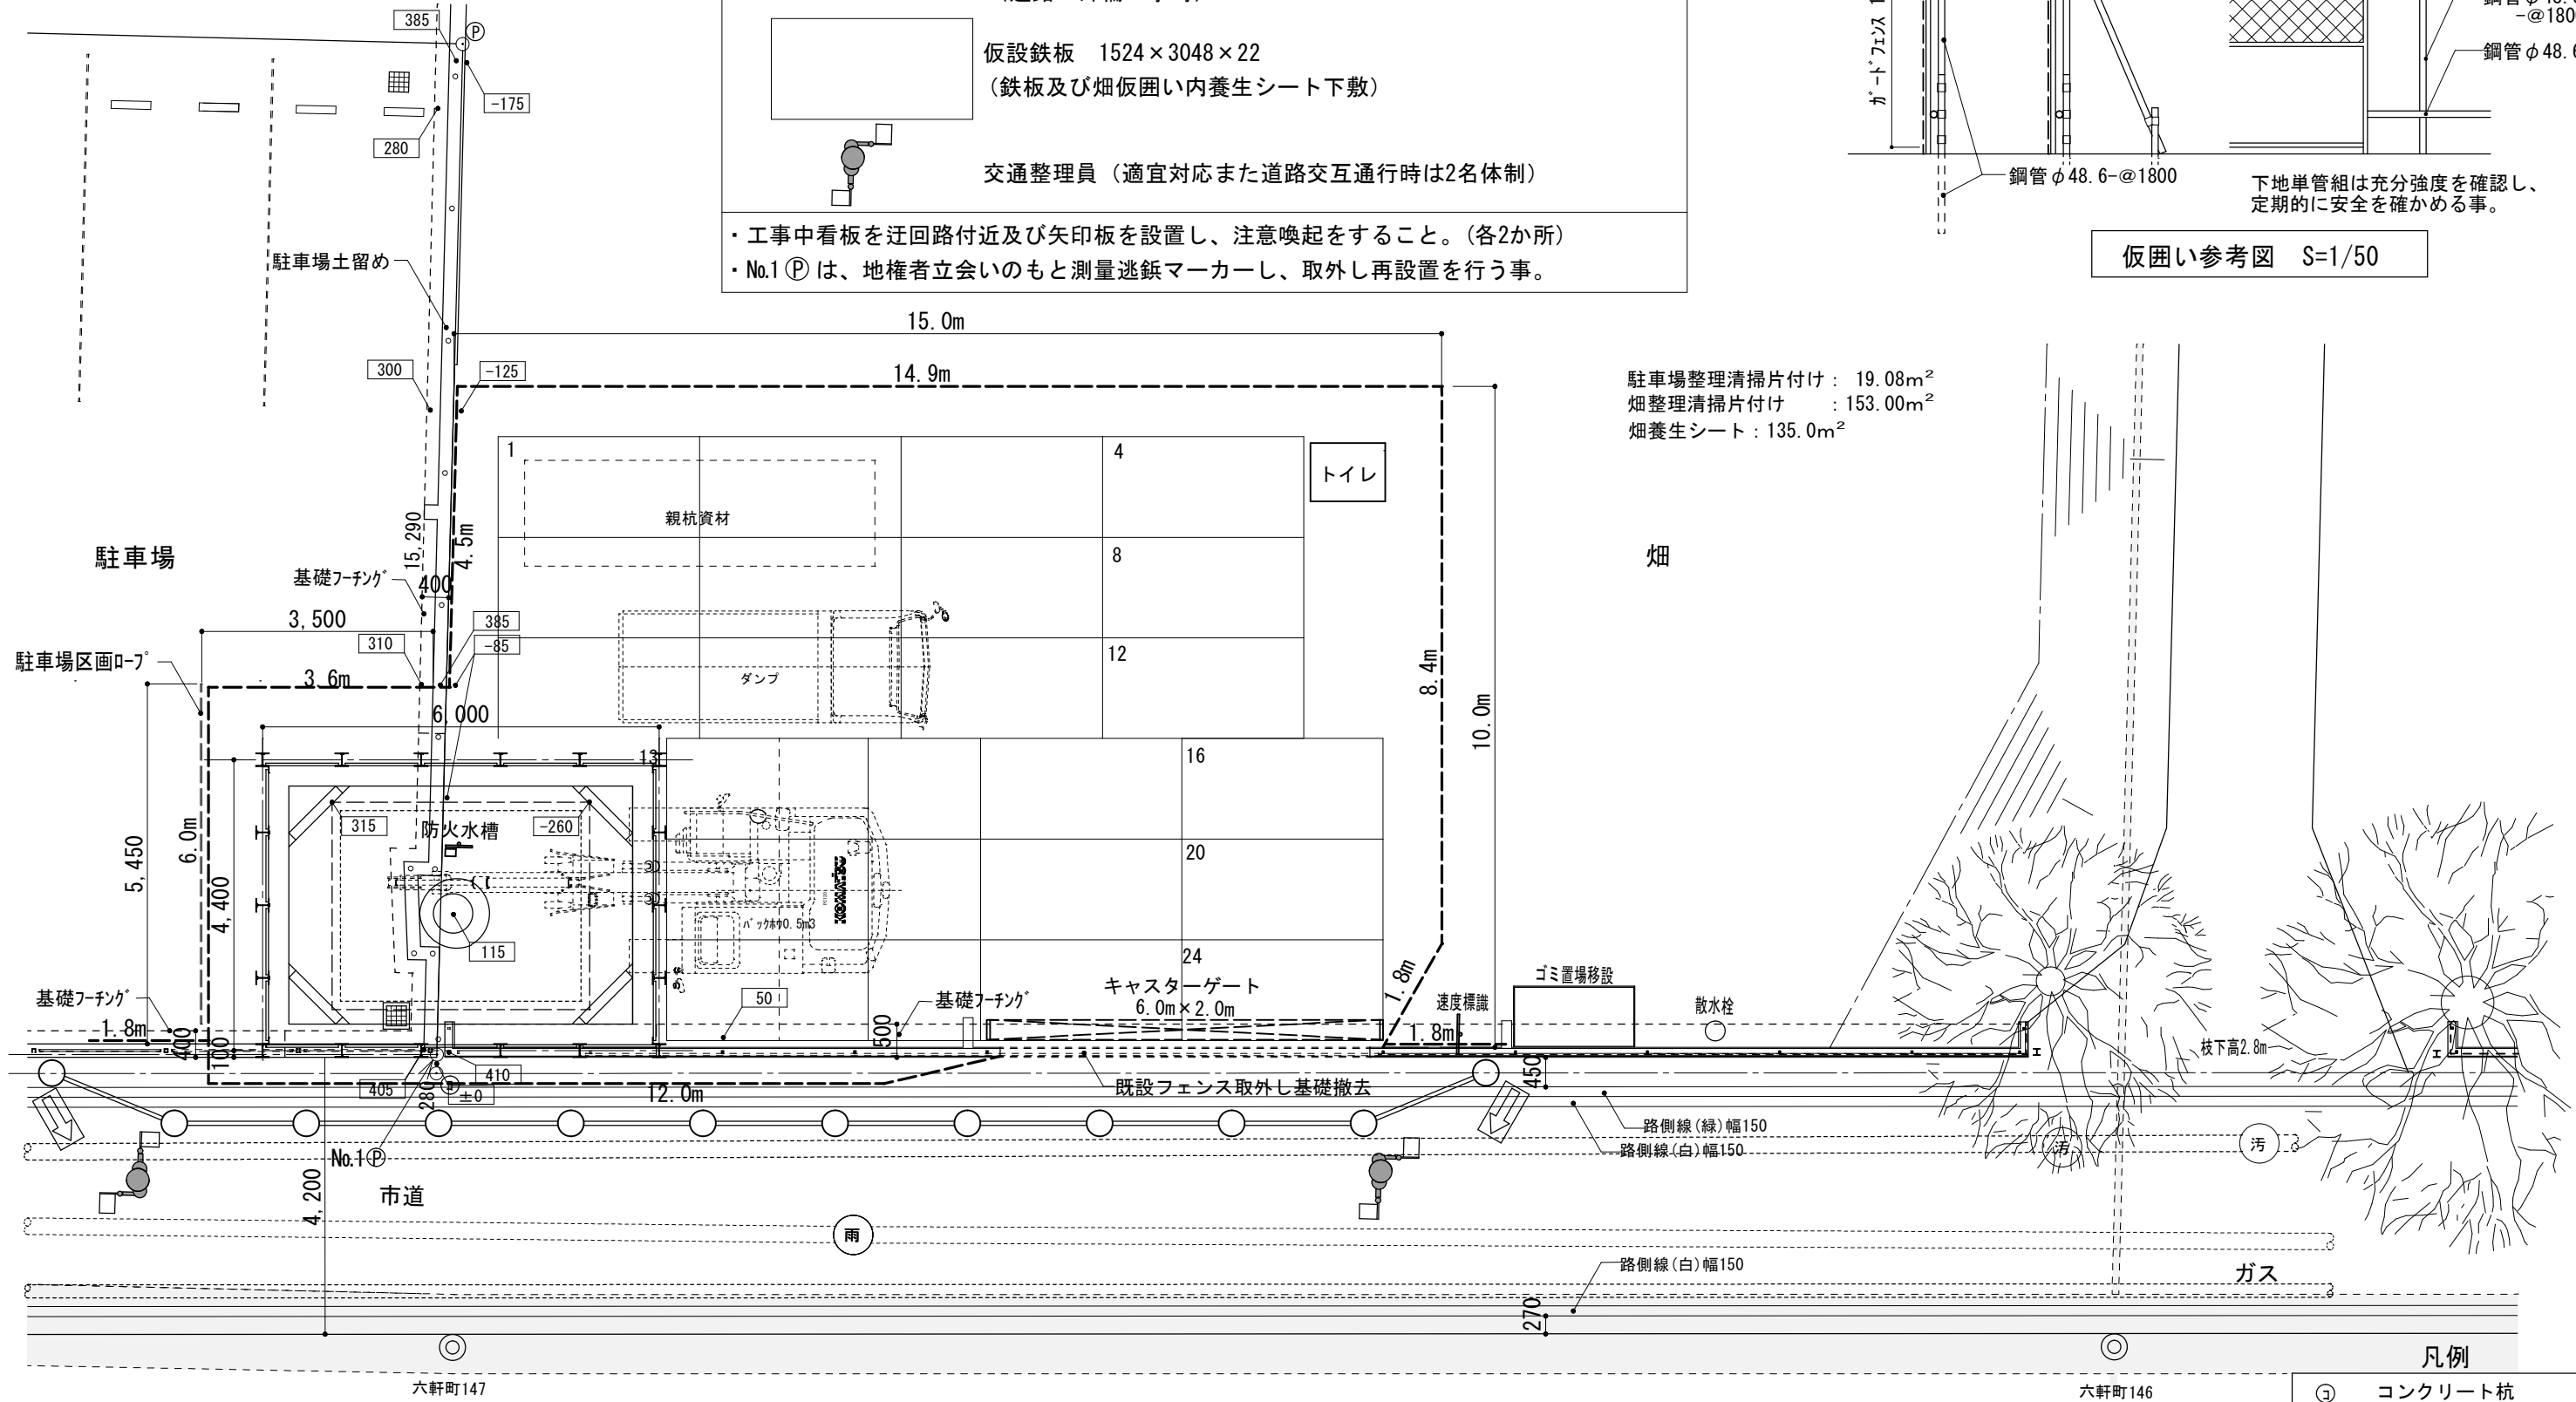 仮設鉄板 1524×3048×22
(鉄板及び畑仮囲い内養生シート下敷)
交通整理員(適宜対応また道路交互通行時は2名体制)
・工事中看板を迂回路付近及び矢印板を設置し、注意喚起をすること。(各2か所)
・No.1 Ⓟ は、地権者立会いのもと測量逃鋲マーカーし、取外し再設置を行う事。
ｶﾞｰﾄﾞﾌｪﾝｽ
-@180
鋼管φ48.6
鋼管φ48.6-@1800
下地単管組は充分強度を確認し、
定期的に安全を確かめる事。
仮囲い参考図 S=1/50
385
Ⓟ
-175
280
駐車場土留め
15.0m
300
-125
14.9m
駐車場整理清掃片付け: 19.08m²
畑整理清掃片付け :153.00m²
畑養生シート:135.0m²
1
4
トイレ
親杭資材
15,290
4.5m
駐車場
8
畑
基礎ﾌｰﾁﾝｸﾞ
400
3,500
385
310
-85
駐車場区画ﾛｰﾌﾟ
12
3.6m
ダンプ
8.4m
6,000
10.0m
13
16
315
防火水槽
-260
5,450
6.0m
4,400
20
ﾊﾞｯｸﾎｳ0.5m3
115
24
キャスターゲート
6.0m×2.0m
1.8m
ゴミ置場移設
速度標識
散水栓
基礎ﾌｰﾁﾝｸﾞ
50
基礎ﾌｰﾁﾝｸﾞ
1.8m
400
100
500
1.8m
枝下高2.8m
410
405
280
±0
12.0m
既設フェンス取外し基礎撤去
450
路側線(緑)幅150
路側線(白)幅150
汚
汚
No.1Ⓟ
市道
4,200
雨
路側線(白)幅150
ガス
270
凡例
六軒町147
六軒町146
㋙ コンクリート杭